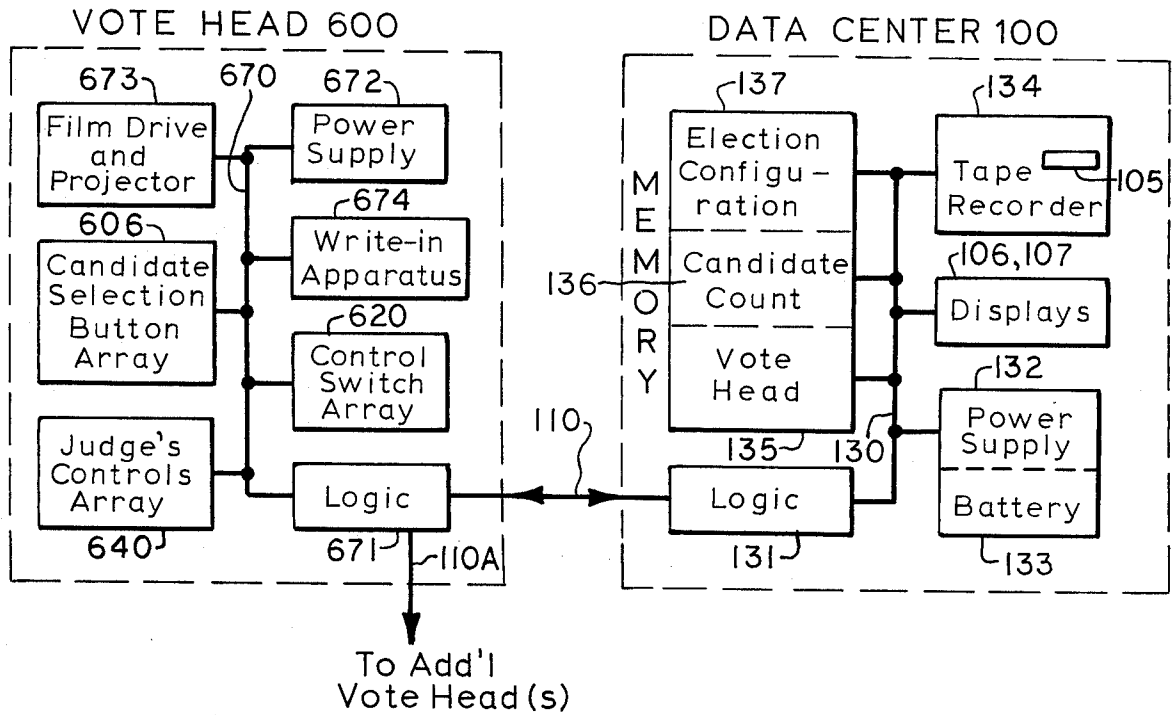 VOTE HEAD 600
673
670
672
Film Drive
and
Projector
Power
Supply
606
674
Candidate
Selection
Button
Array
Write-in
Apparatus
620
Control
Switch
Array
Judge's
Controls
Array
640
Logic
671
110A
To Add'l
Vote Head(s)
110
DATA CENTER 100
137
134
MEMORY
Election
Configu-
ration
Tape
Recorder
105
136
Candidate
Count
106,107
Displays
Vote
Head
135
130
132
Power
Supply
Battery
133
Logic
131